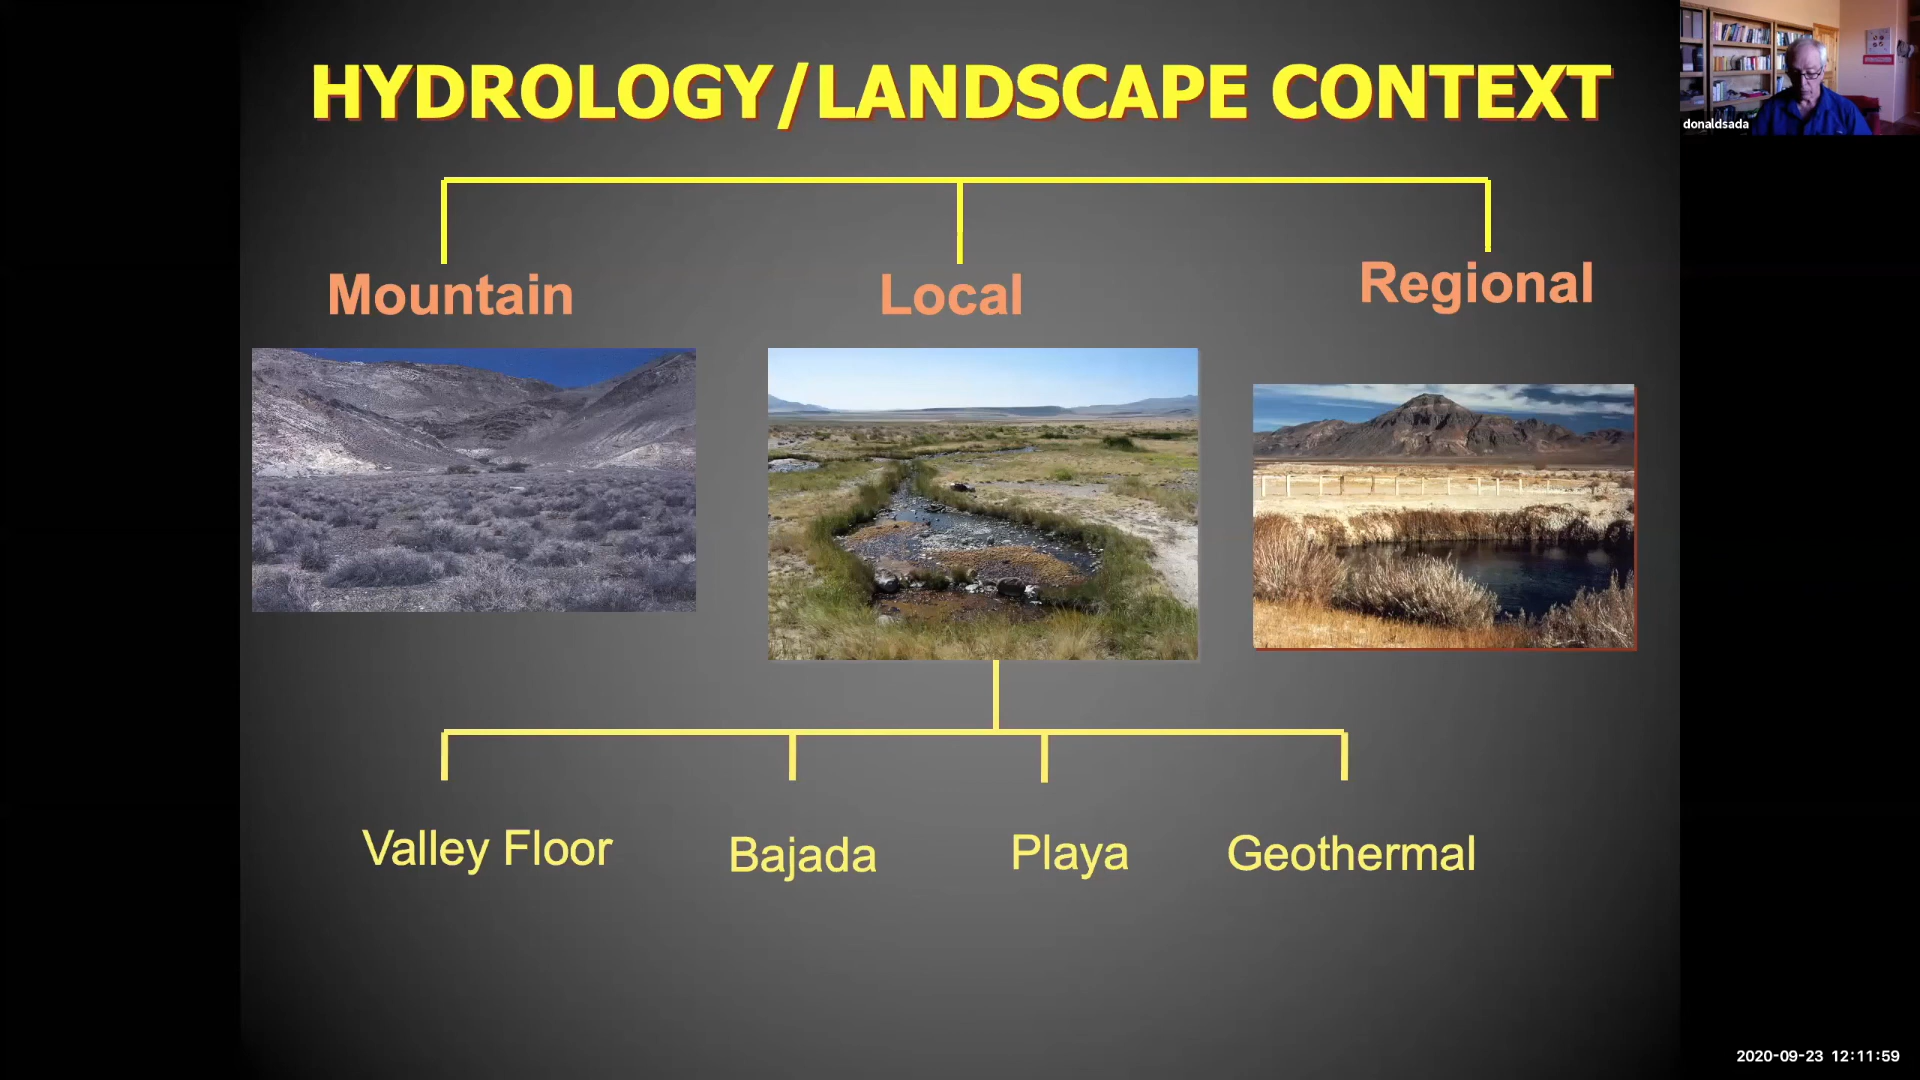 HYDROLOGY/LANDSCAPE CONTEXT
donaldsada
Mountain
Local
Regional
Valley Floor
Bajada
Playa
Geothermal
2020-09-23 12:11:59